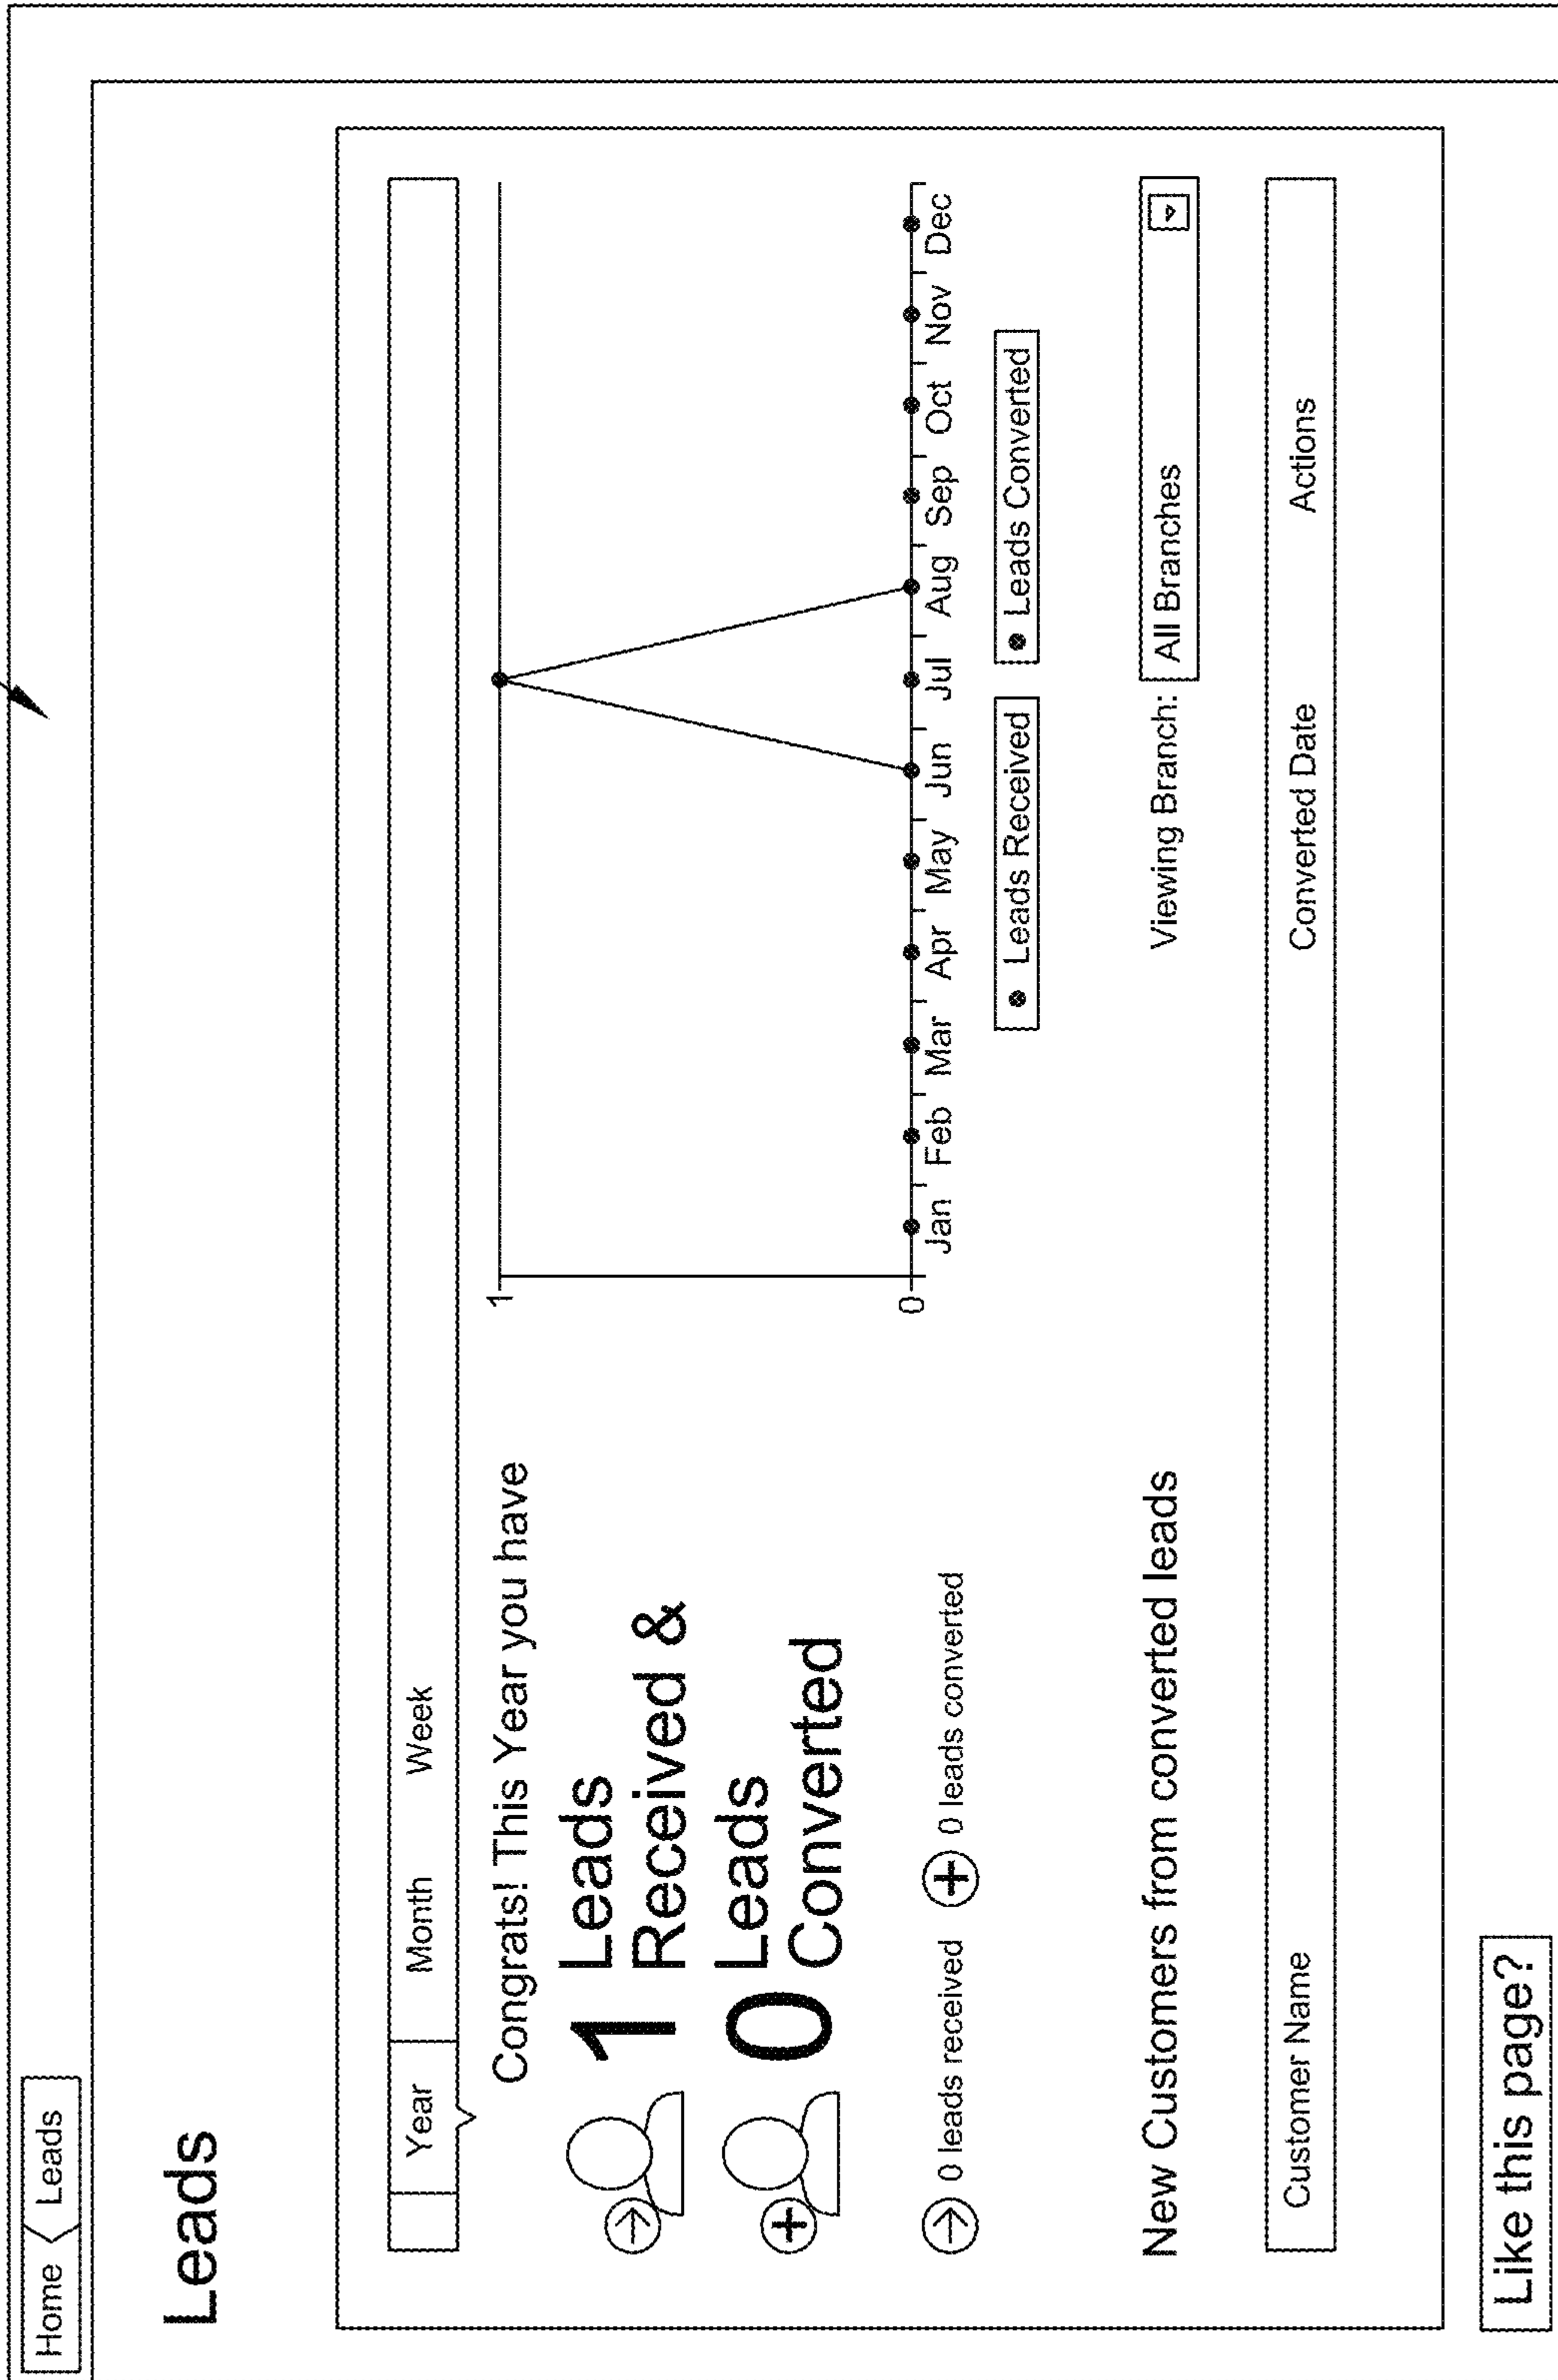 Home Leads
Leads
Year Month Week
Congrats! This Year you have
1 Leads
Received &
0 Leads
Converted
0 leads received 0 leads converted
1
0
Jan Feb Mar Apr May Jun Jul Aug Sep Oct Nov Dec
Leads Received Leads Converted
New Customers from converted leads
Viewing Branch: All Branches
Customer Name Converted Date Actions
Like this page?